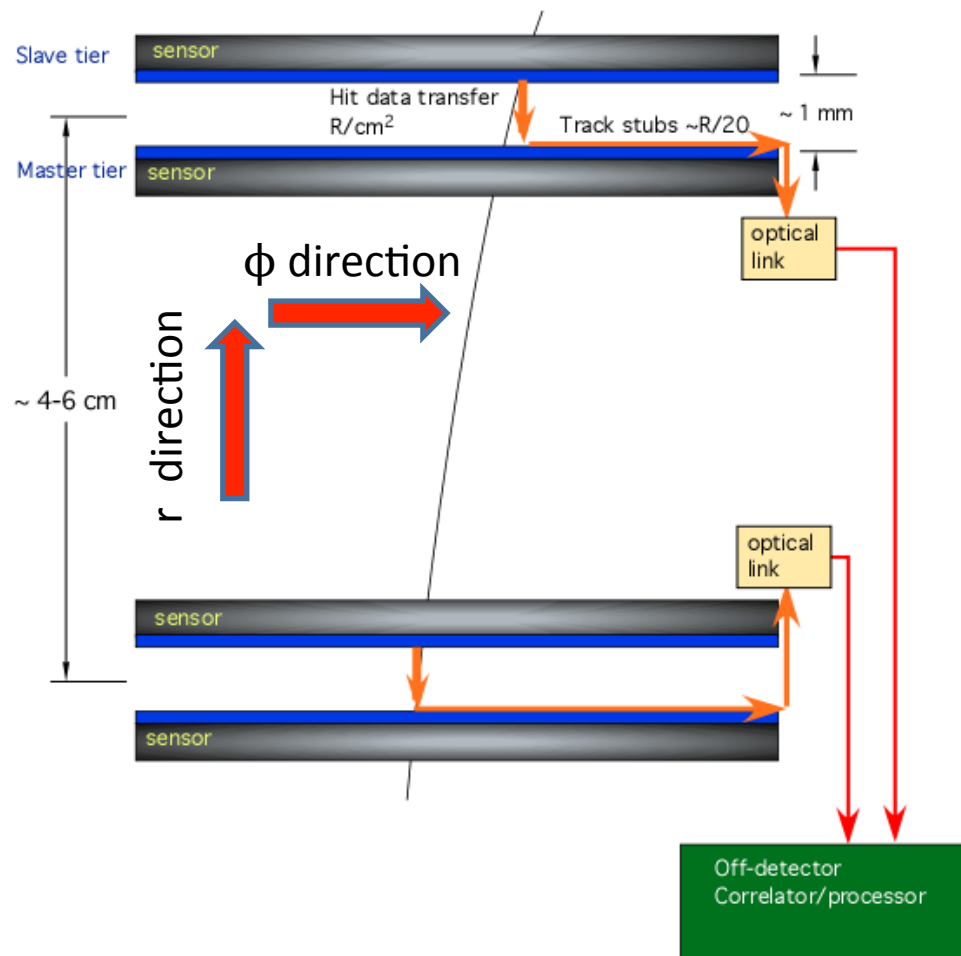 Slave tier
sensor
Hit data transfer
R/cm²
Track stubs ~R/20
~ 1 mm
Master tier
sensor
optical
link
ϕ direction
r direction
~ 4-6 cm
optical
link
sensor
sensor
Off-detector
Correlator/processor